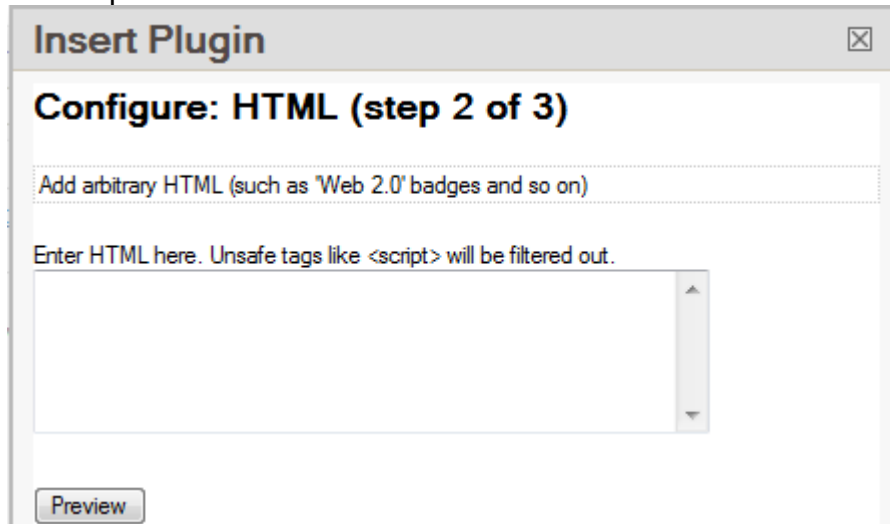 Insert Plugin
Configure: HTML (step 2 of 3)
Add arbitrary HTML (such as 'Web 2.0' badges and so on)
Enter HTML here. Unsafe tags like <script> will be filtered out.
Preview